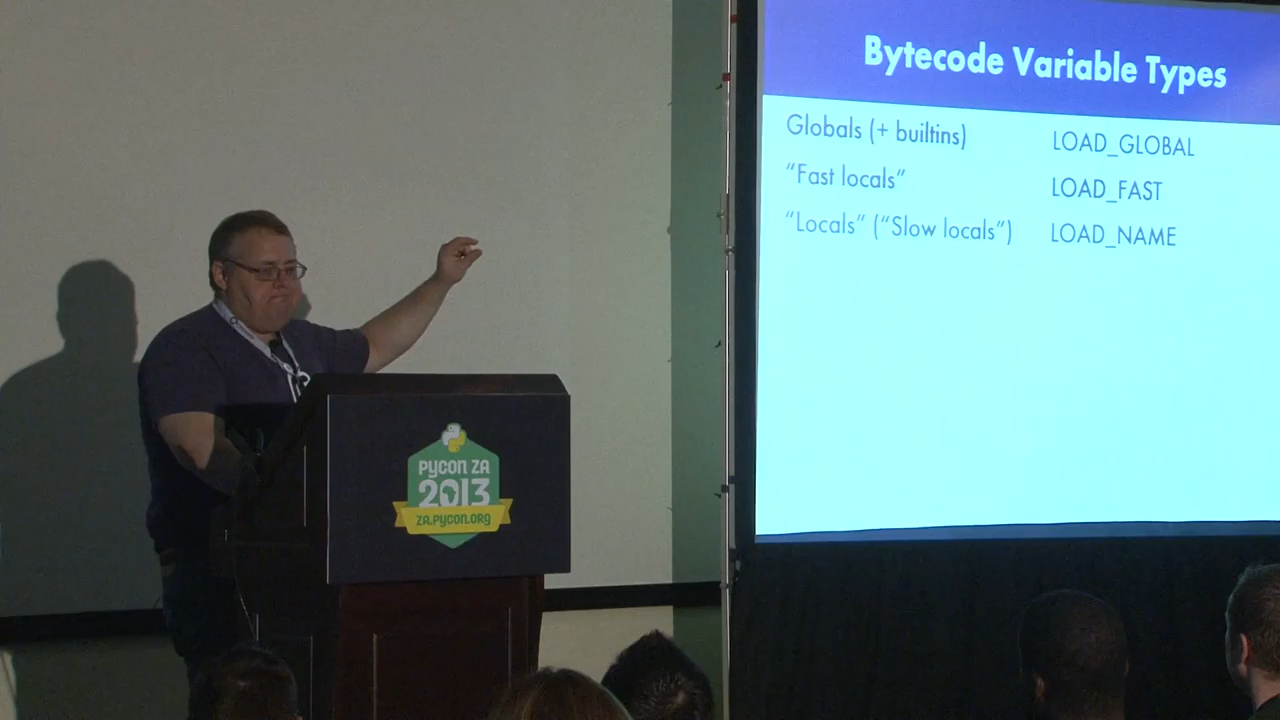 Bytecode Variable Types
Globals (+ builtins) LOAD_GLOBAL
“Fast locals” LOAD_FAST
“Locals” (“Slow locals”) LOAD_NAME
PYCON ZA
2013
ZA.PYCON.ORG